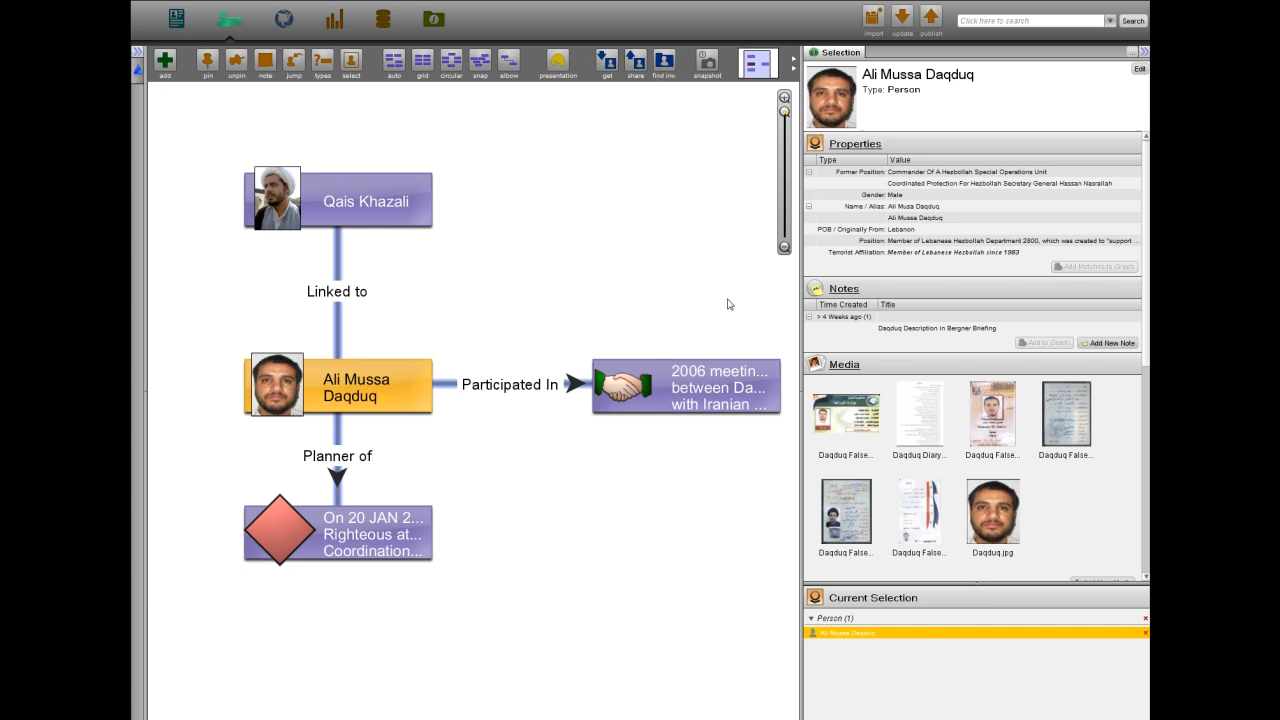 import
update
publish
Click here to search
Search
add
pin
unpin
note
jump
types
select
auto
grid
circular
snap
elbow
presentation
get
share
find inv.
snapshot
Qais Khazali
Linked to
Ali Mussa
Daqduq
Participated In
2006 meetin...
between Da...
with Iranian ...
Planner of
On 20 JAN 2...
Righteous at...
Coordination...
Selection
...
Ali Mussa Daqduq
Type: Person
Edit
Properties
Type Value
Former Position: Commander Of A Hezbollah Special Operations Unit
Coordinated Protection For Hezbollah Secretary General Hassan Nasrallah
Gender: Male
Name / Alias: Ali Musa Daqduq
Ali Mussa Daqduq
POB / Originally From: Lebanon
Position: Member of Lebanese Hezbollah Department 2800, which was created to "support ...
Terrorist Affiliation: Member of Lebanese Hezbollah since 1983
Add Matches to Graph
Notes
Time Created Title
> 4 Weeks ago (1)
Daqduq Description in Bergner Briefing
Add to Graph Add New Note
Media
Daqduq False... Daqduq Diary... Daqduq False... Daqduq False...
Daqduq False... Daqduq False... Daqduq.jpg
Current Selection
Person (1)
Ali Mussa Daqduq